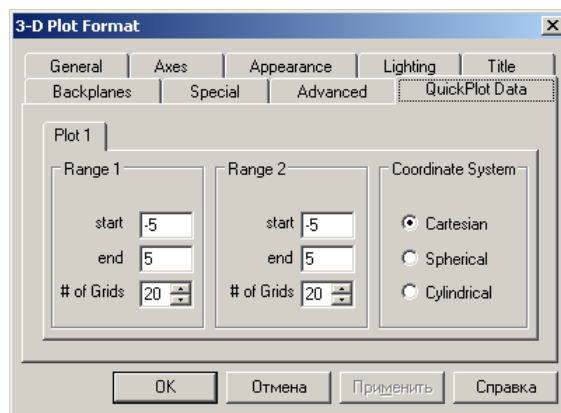 3-D Plot Format
General Axes Appearance Lighting Title
Backplanes Special Advanced QuickPlot Data
Plot 1
Range 1 Range 2 Coordinate System
start -5 start -5 Cartesian
end 5 end 5 Spherical
# of Grids 20 # of Grids 20 Cylindrical
OK Отмена Применить Справка